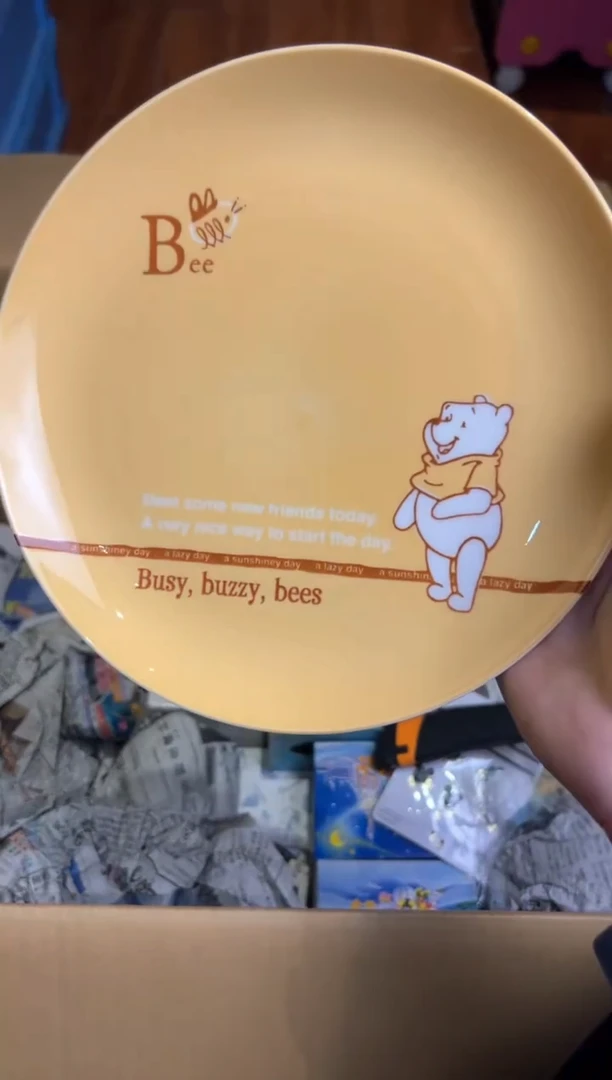 Bee
Meet some new friends today.
A very nice way to start the day.
a sunshiney day a lazy day a sunshiney day a lazy day a sunshin a lazy day
Busy, buzzy, bees